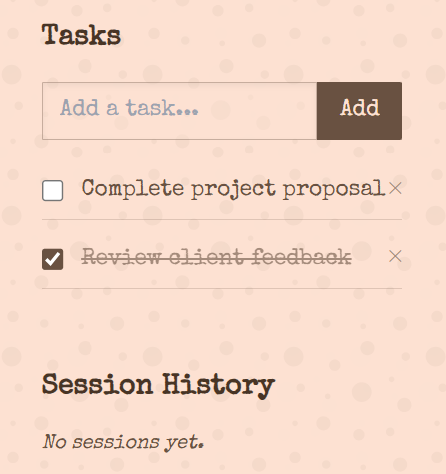 Tasks
Add a task...
Add
Complete project proposal ×
Review client feedback ×
Session History
No sessions yet.